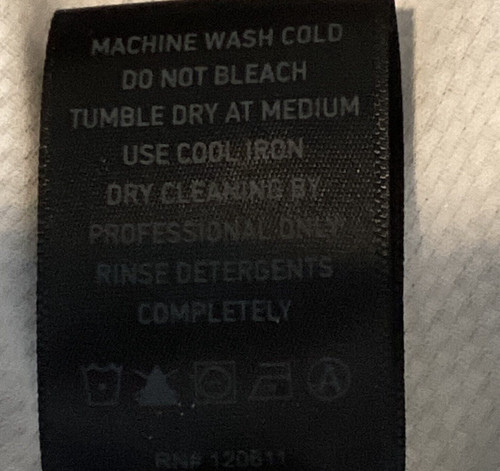 MACHINE WASH COLD
DO NOT BLEACH
TUMBLE DRY AT MEDIUM
USE COOL IRON
DRY CLEANING BY
PROFESSIONAL ONLY
RINSE DETERGENTS
COMPLETELY
A
RN# 120611